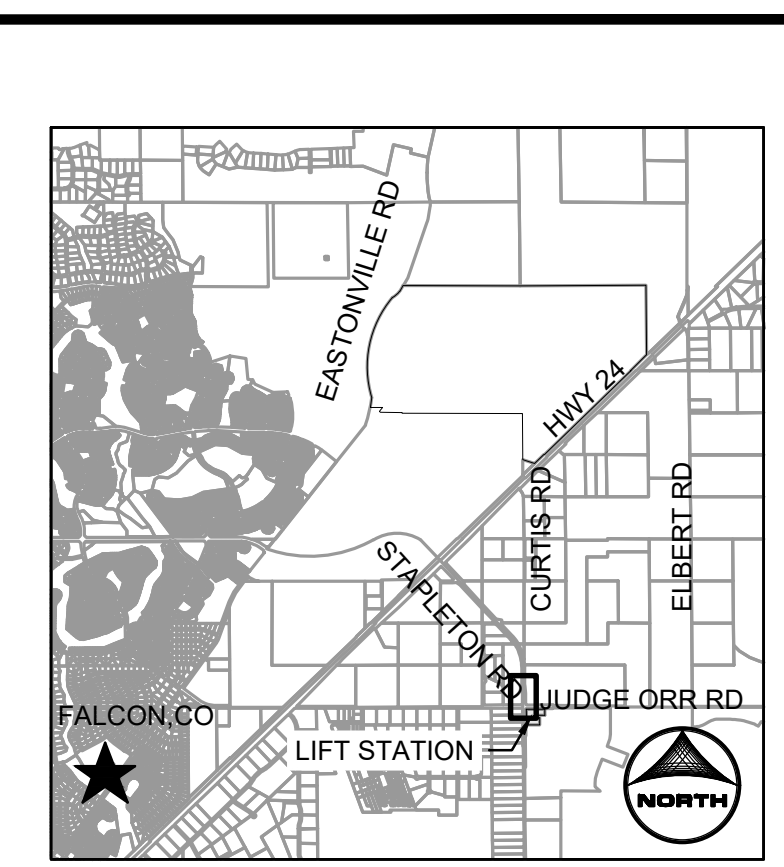 EASTONVILLE RD
HWY 24
CURTIS RD
ELBERT RD
STAPLETON RD
JUDGE ORR RD
FALCON,CO
LIFT STATION
NORTH